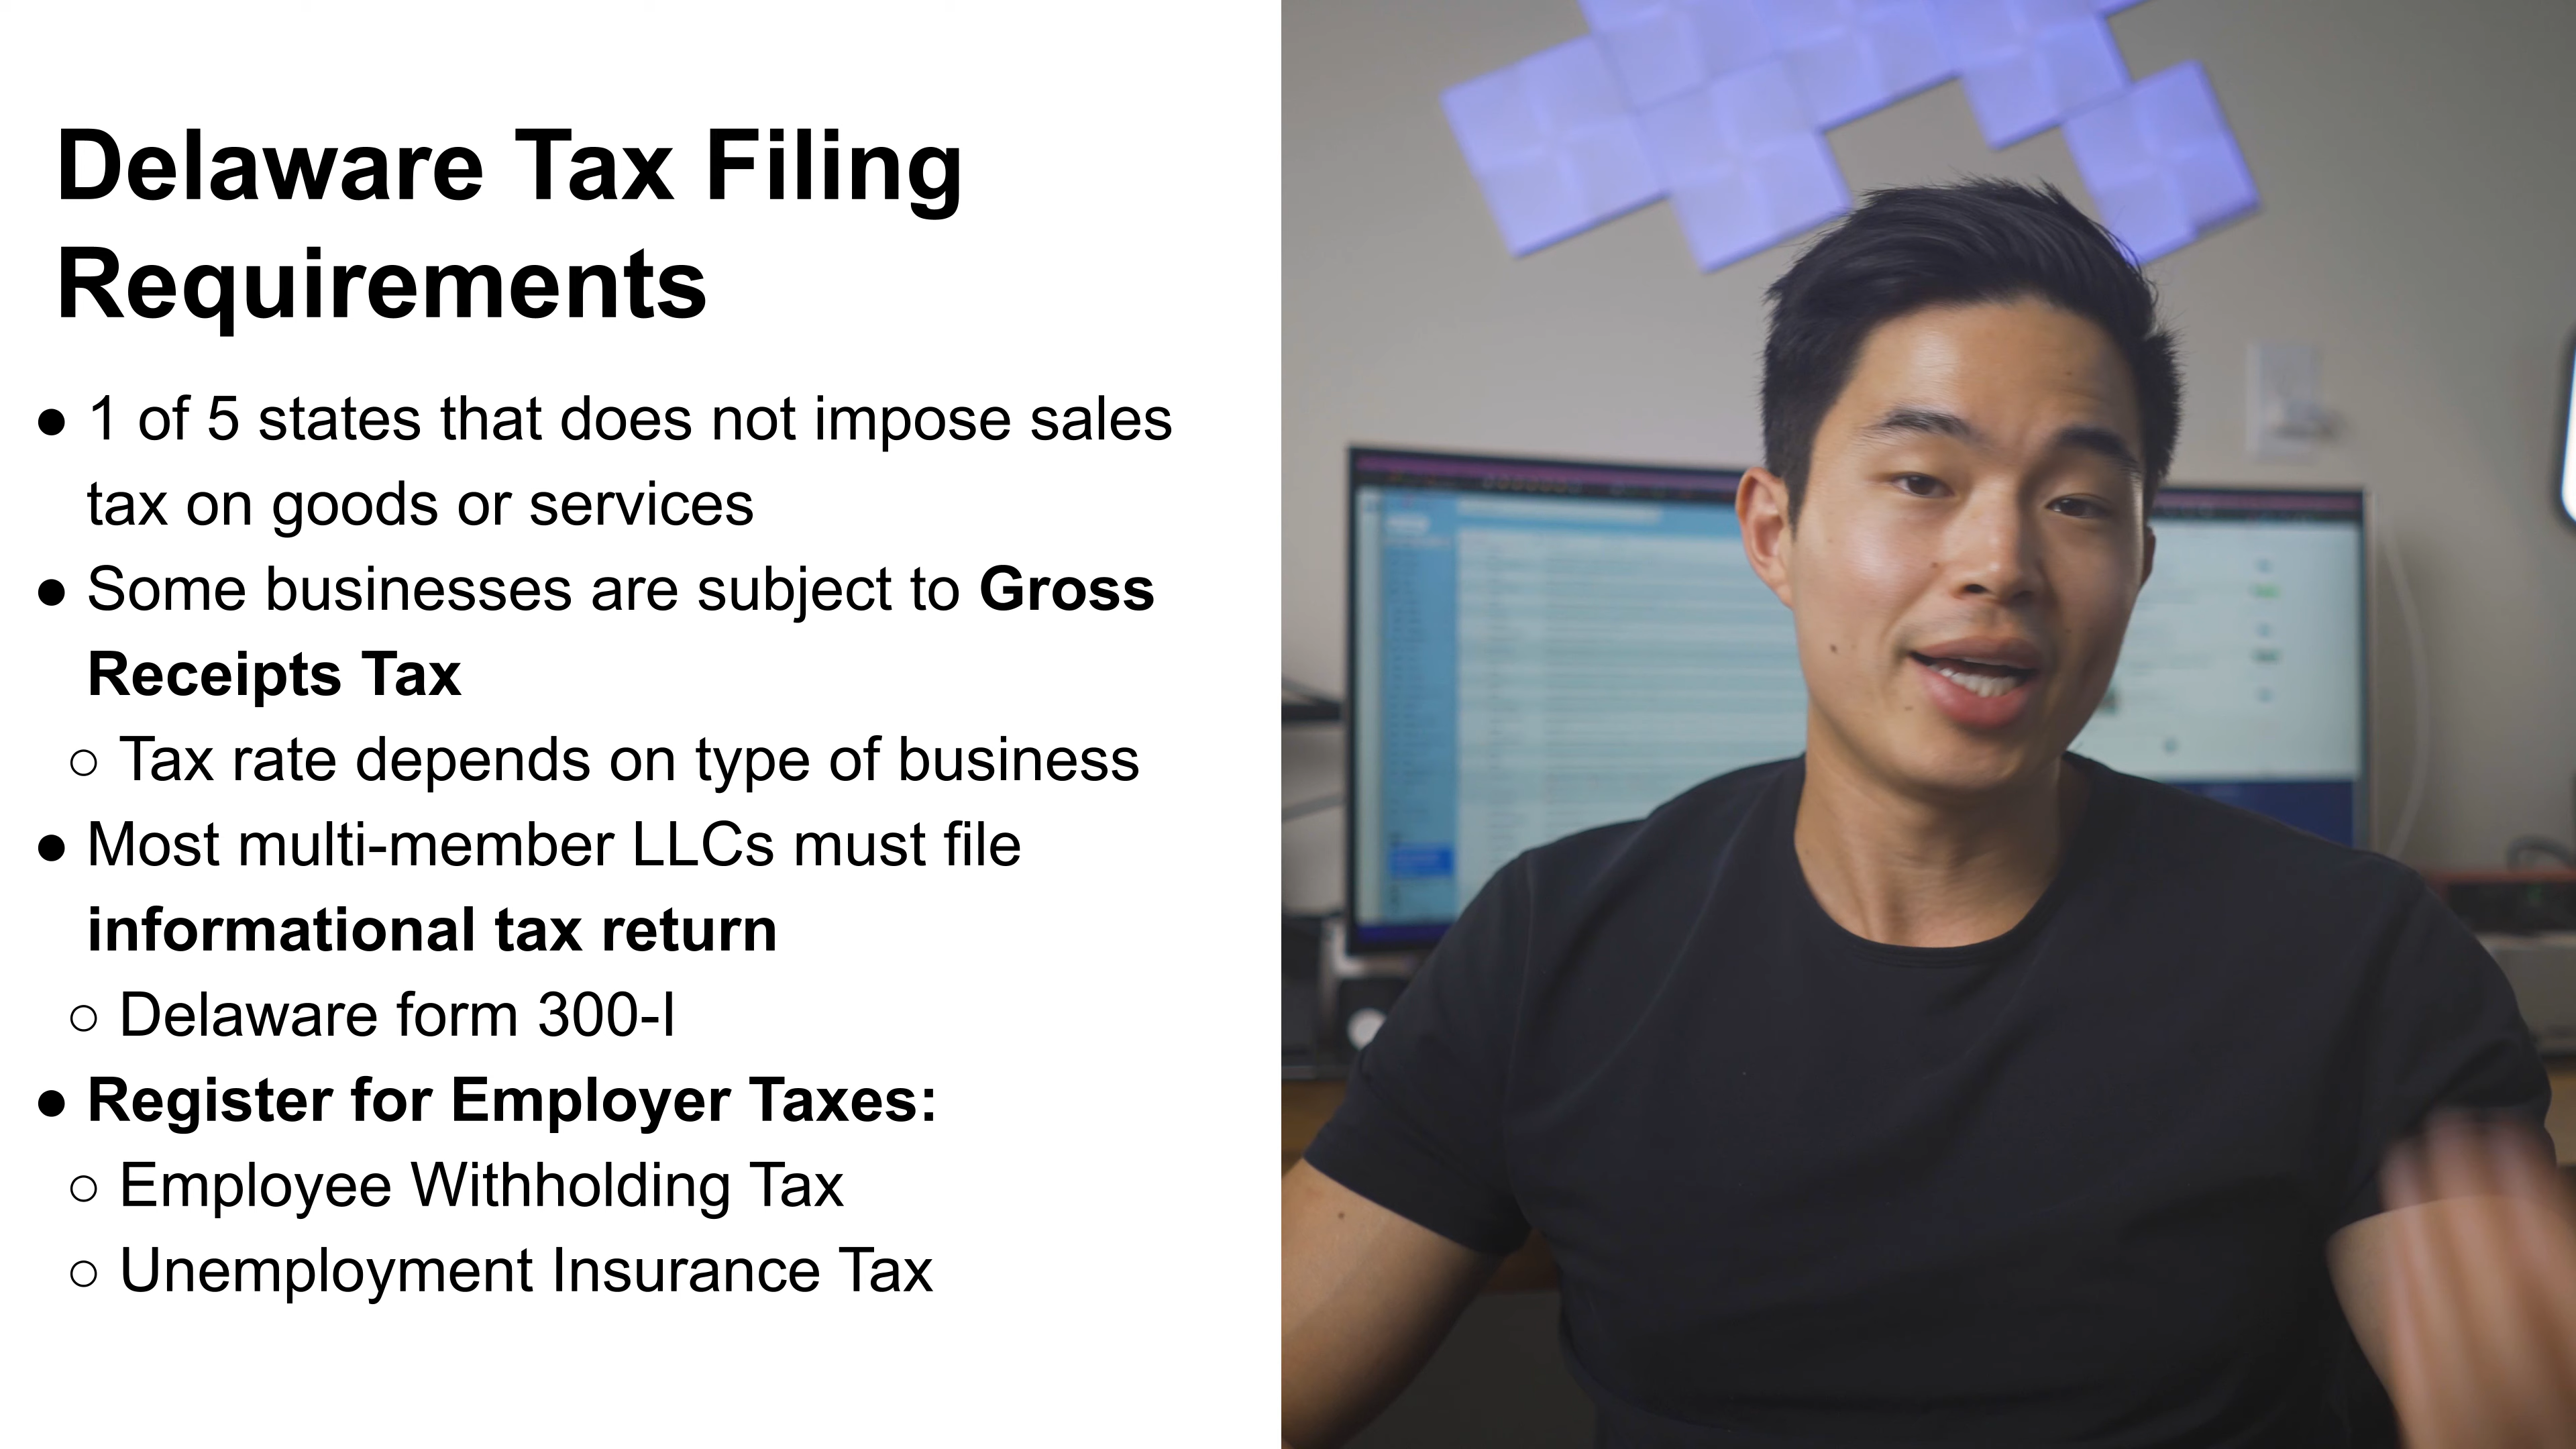 Delaware Tax Filing
Requirements
● 1 of 5 states that does not impose sales
tax on goods or services
● Some businesses are subject to Gross
Receipts Tax
○ Tax rate depends on type of business
● Most multi-member LLCs must file
informational tax return
○ Delaware form 300-I
● Register for Employer Taxes:
○ Employee Withholding Tax
○ Unemployment Insurance Tax